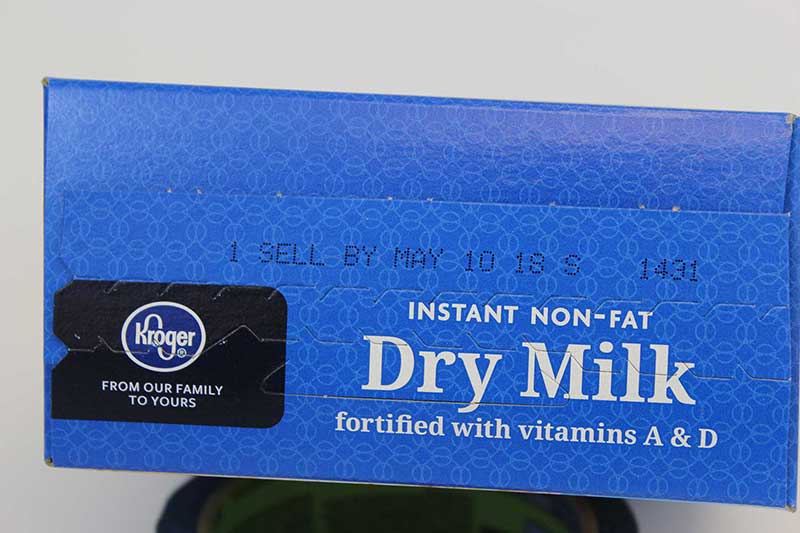 1 SELL BY MAY 10 18 S 1431
INSTANT NON-FAT
Dry Milk
fortified with vitamins A & D
Kroger ®
FROM OUR FAMILY
TO YOURS